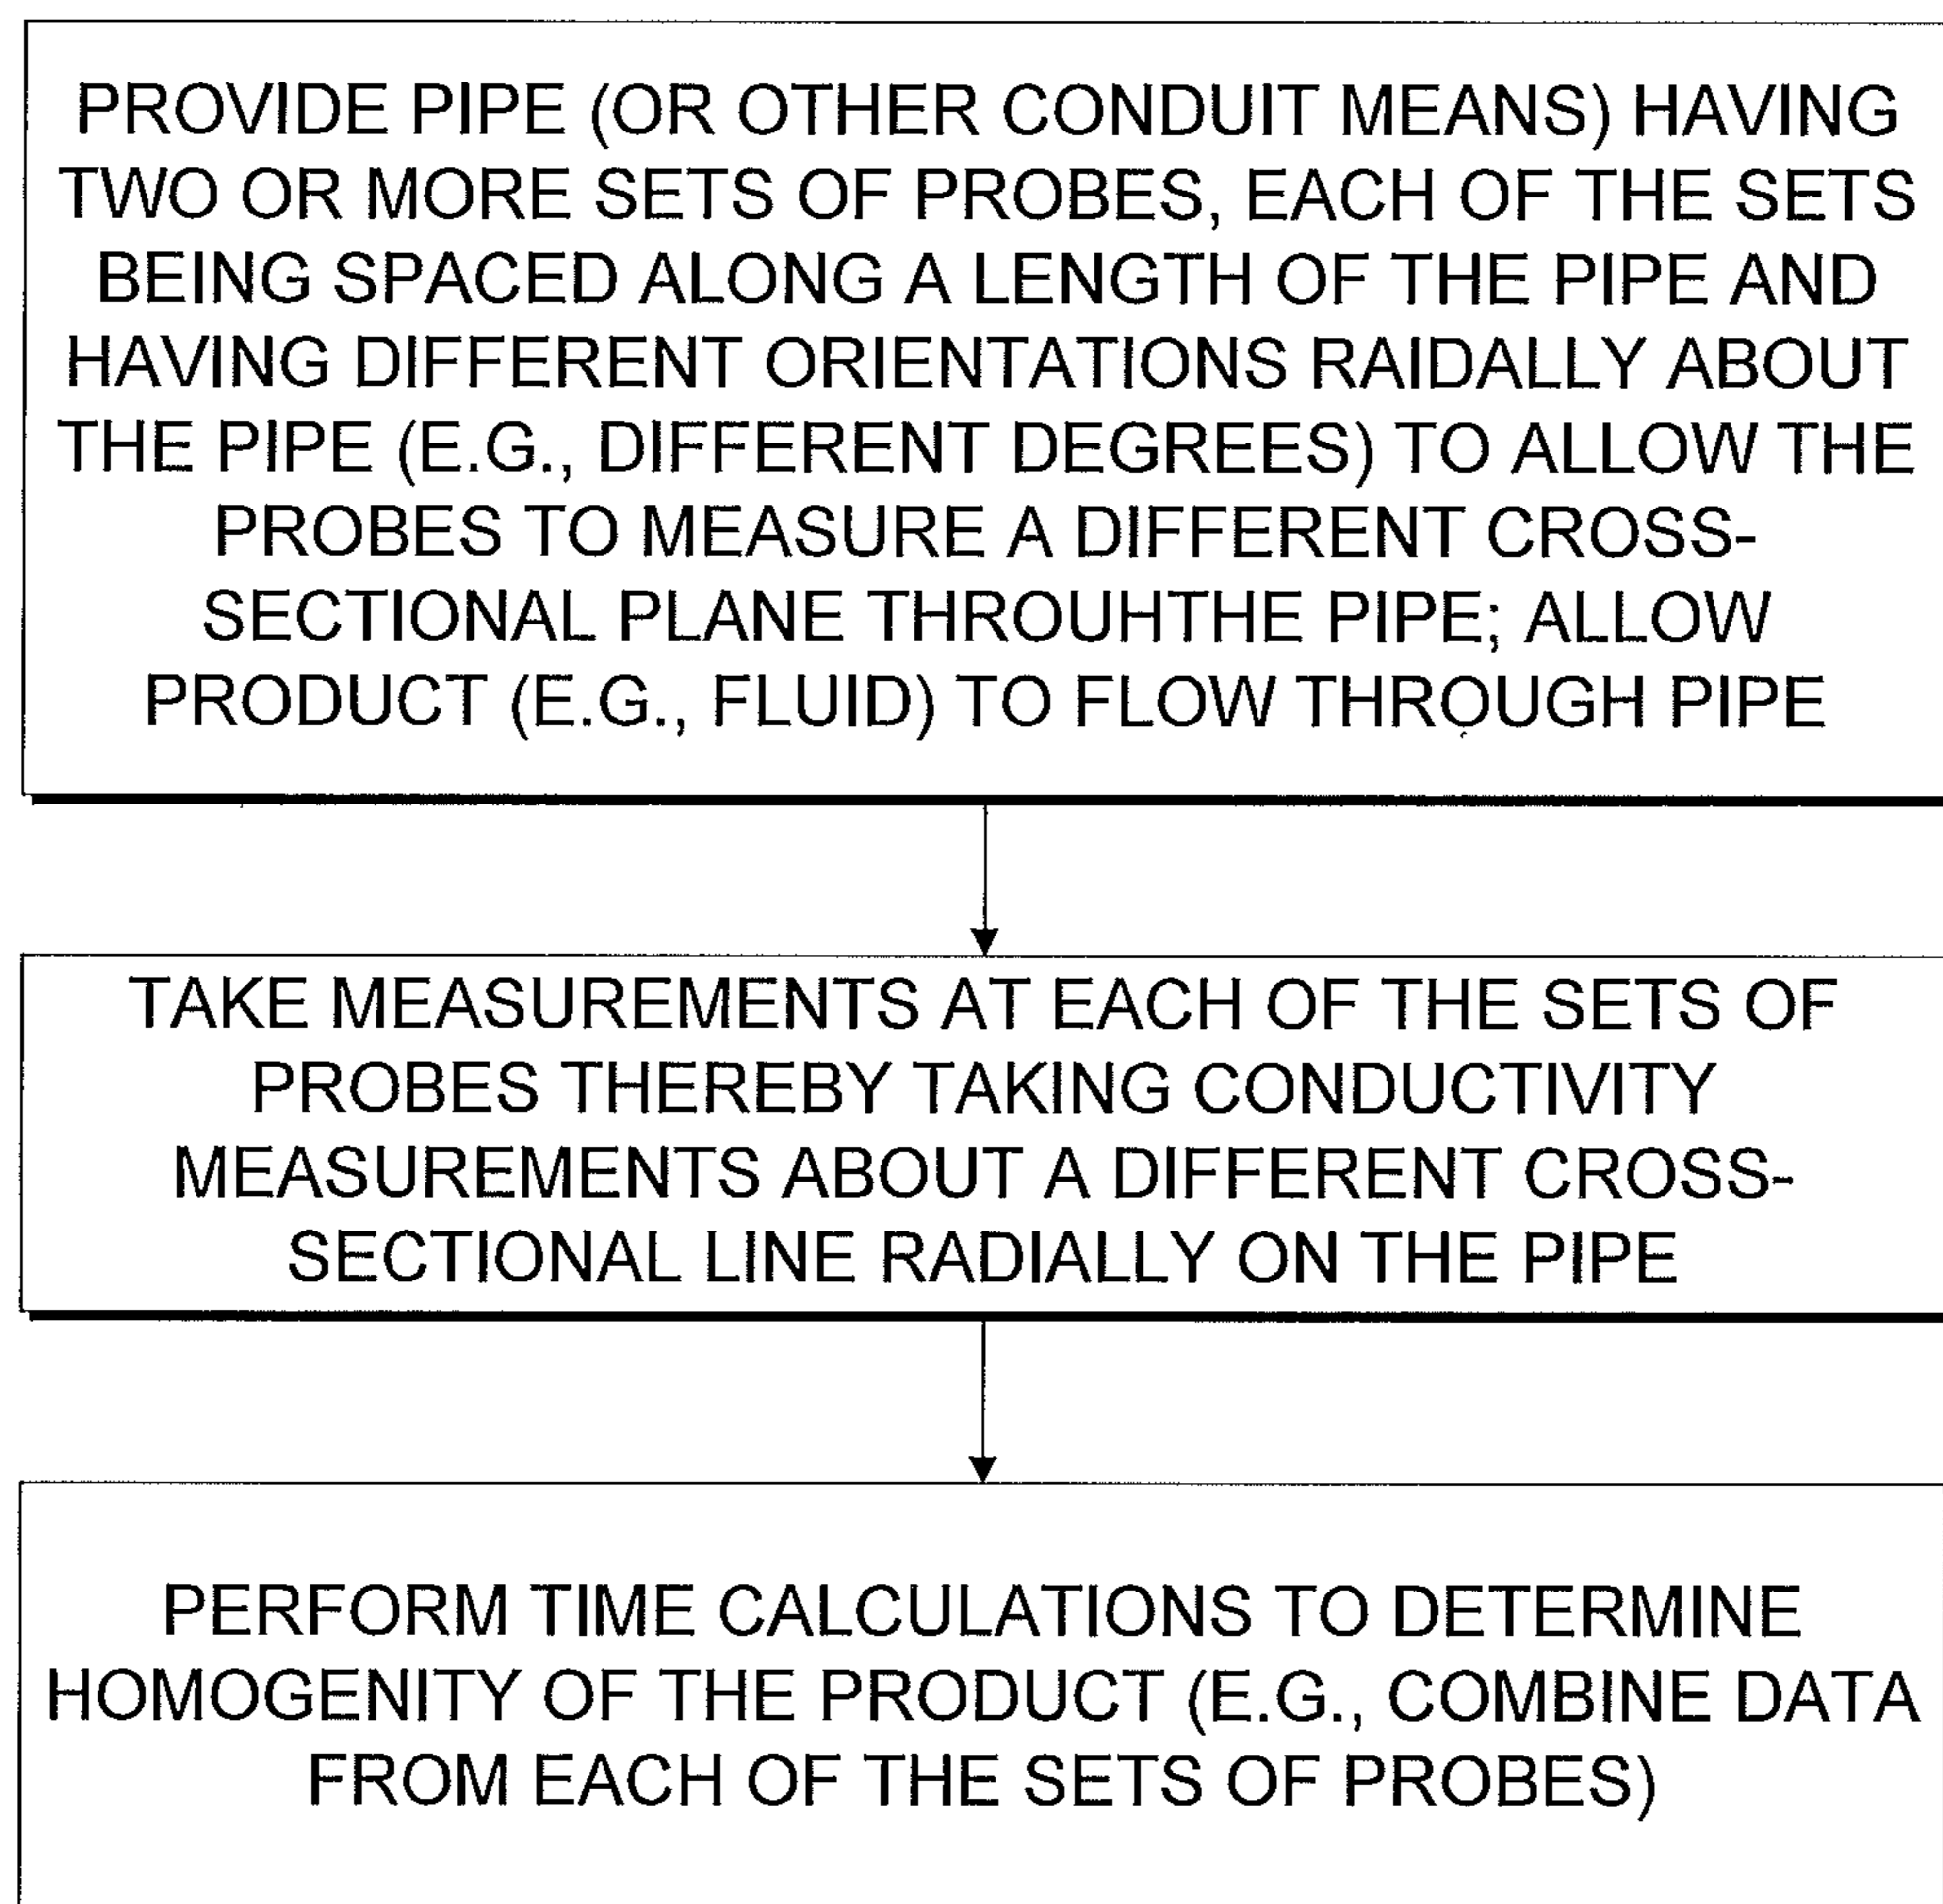 PROVIDE PIPE (OR OTHER CONDUIT MEANS) HAVING
TWO OR MORE SETS OF PROBES, EACH OF THE SETS
BEING SPACED ALONG A LENGTH OF THE PIPE AND
HAVING DIFFERENT ORIENTATIONS RAIDALLY ABOUT
THE PIPE (E.G., DIFFERENT DEGREES) TO ALLOW THE
PROBES TO MEASURE A DIFFERENT CROSS-
SECTIONAL PLANE THROUHTHE PIPE; ALLOW
PRODUCT (E.G., FLUID) TO FLOW THROUGH PIPE
TAKE MEASUREMENTS AT EACH OF THE SETS OF
PROBES THEREBY TAKING CONDUCTIVITY
MEASUREMENTS ABOUT A DIFFERENT CROSS-
SECTIONAL LINE RADIALLY ON THE PIPE
PERFORM TIME CALCULATIONS TO DETERMINE
HOMOGENITY OF THE PRODUCT (E.G., COMBINE DATA
FROM EACH OF THE SETS OF PROBES)